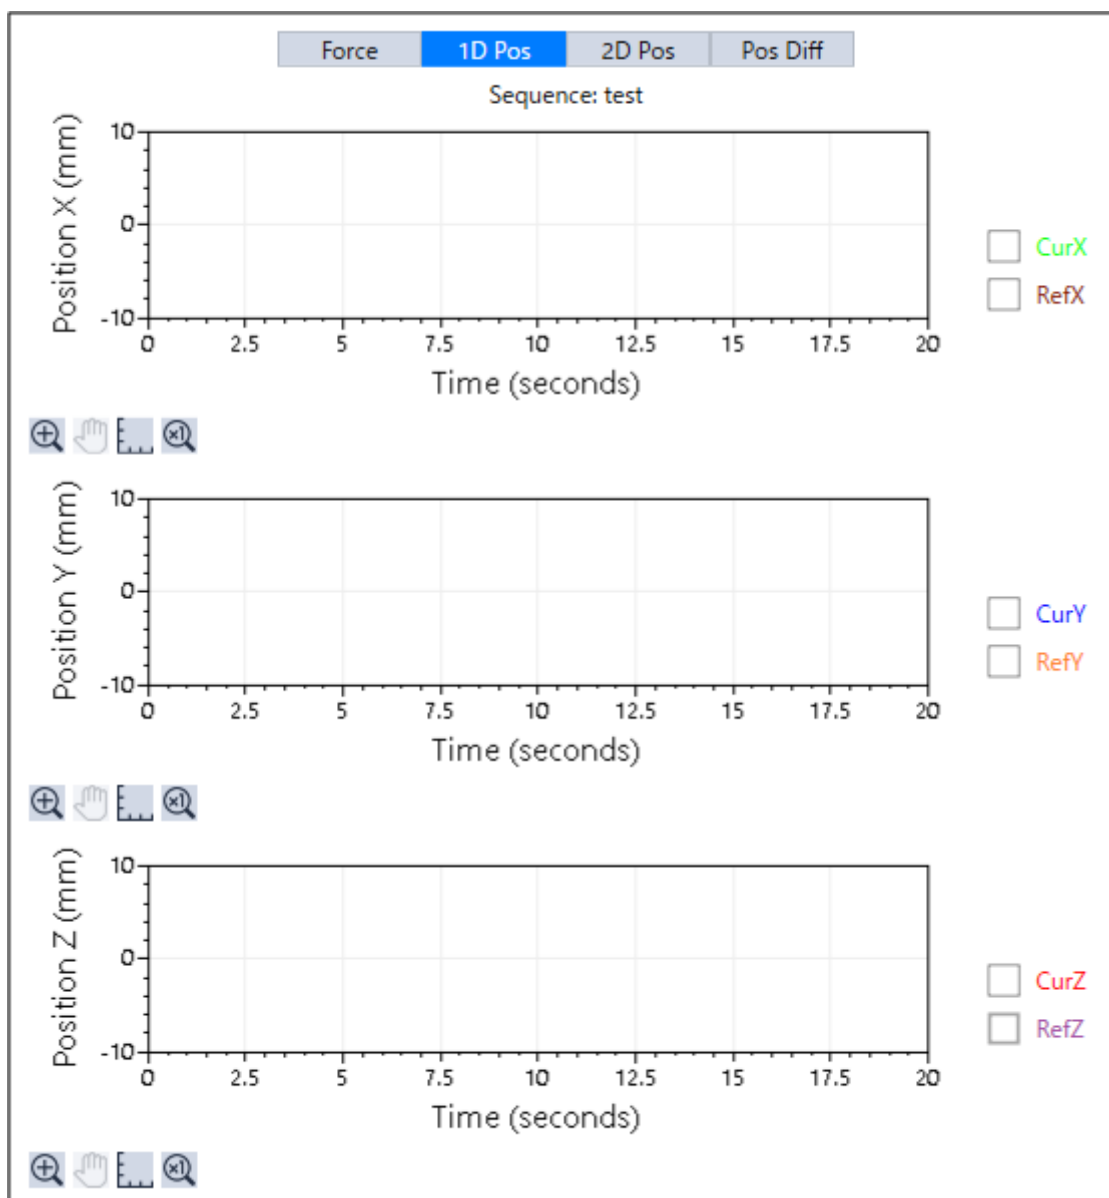 Force 1D Pos 2D Pos Pos Diff
Sequence: test
Position X (mm)
10
0
-10
0 2.5 5 7.5 10 12.5 15 17.5 20
Time (seconds)
CurX
RefX
×1
Position Y (mm)
10
0
-10
0 2.5 5 7.5 10 12.5 15 17.5 20
Time (seconds)
CurY
RefY
×1
Position Z (mm)
10
0
-10
0 2.5 5 7.5 10 12.5 15 17.5 20
Time (seconds)
CurZ
RefZ
×1